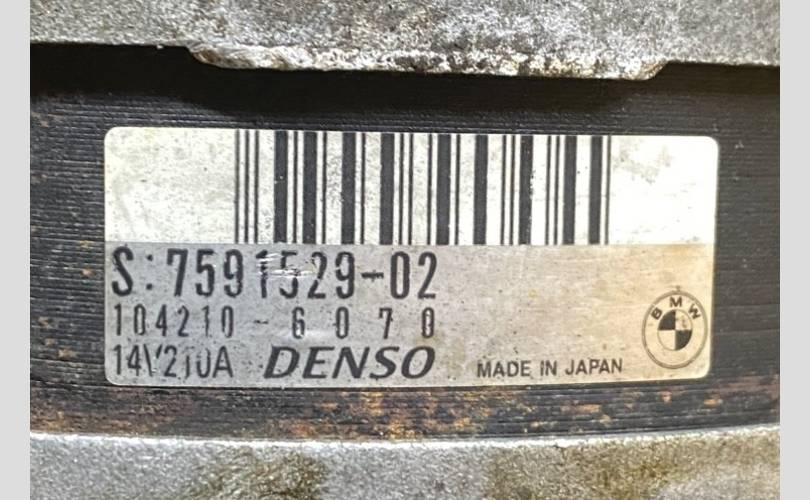 S:7591529-02
104210-6070
14V210A DENSO MADE IN JAPAN
BMW